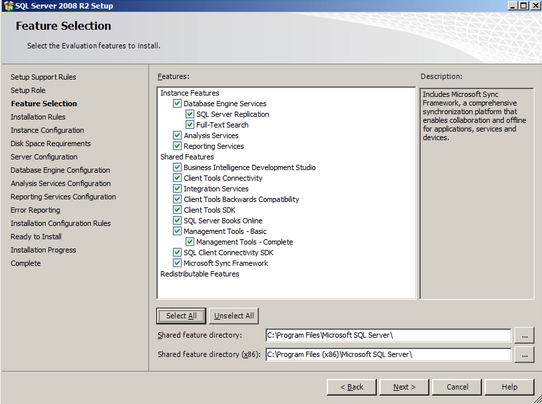 SQL Server 2008 R2 Setup
Feature Selection
Select the Evaluation features to install.
Setup Support Rules
Setup Role
Feature Selection
Installation Rules
Instance Configuration
Disk Space Requirements
Server Configuration
Database Engine Configuration
Analysis Services Configuration
Reporting Services Configuration
Error Reporting
Installation Configuration Rules
Ready to Install
Installation Progress
Complete
Features:
Instance Features
Database Engine Services
SQL Server Replication
Full-Text Search
Analysis Services
Reporting Services
Shared Features
Business Intelligence Development Studio
Client Tools Connectivity
Integration Services
Client Tools Backwards Compatibility
Client Tools SDK
SQL Server Books Online
Management Tools - Basic
Management Tools - Complete
SQL Client Connectivity SDK
Microsoft Sync Framework
Redistributable Features
Description:
Includes Microsoft Sync
Framework, a comprehensive
synchronization platform that
enables collaboration and offline
for applications, services and
devices.
Select All
Unselect All
Shared feature directory:
C:\Program Files\Microsoft SQL Server\
...
Shared feature directory (x86):
C:\Program Files (x86)\Microsoft SQL Server\
...
< Back
Next >
Cancel
Help